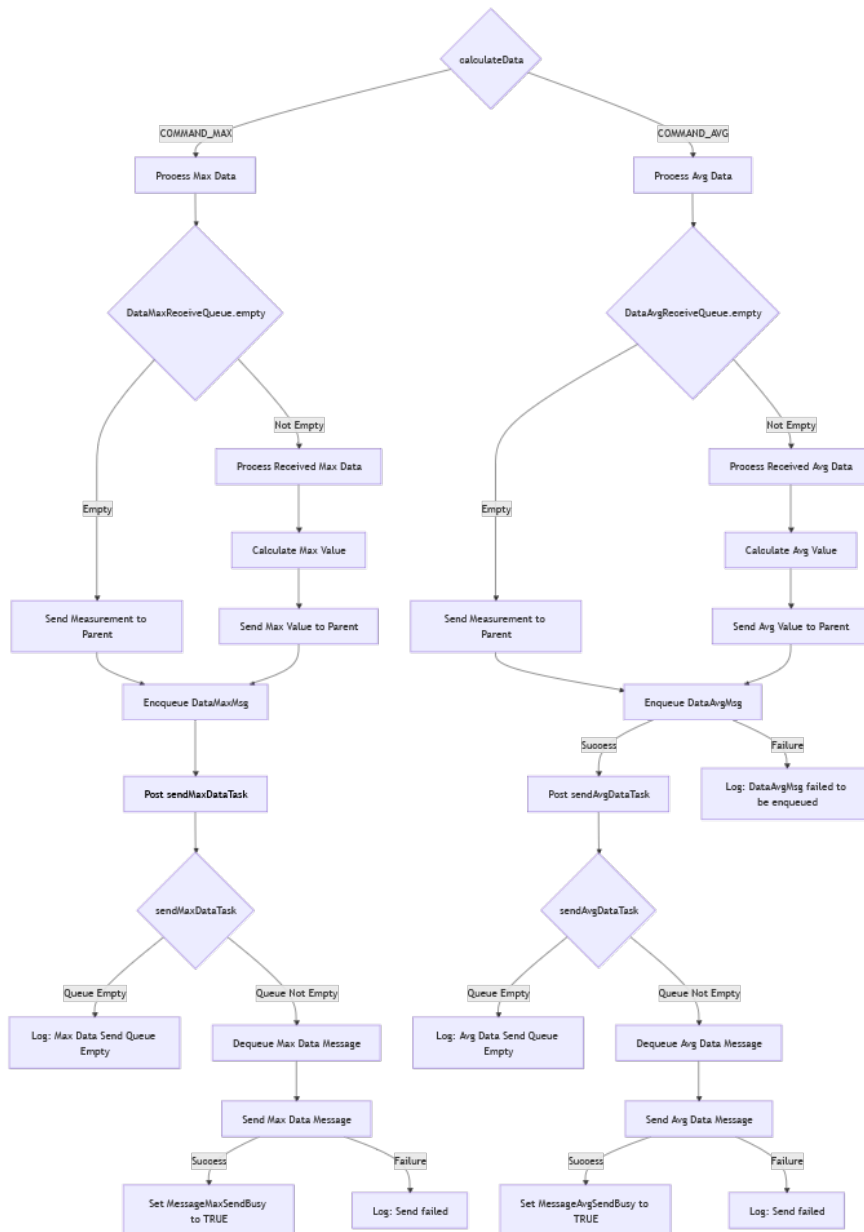 calculateData
COMMAND_MAX
COMMAND_AVG
Process Max Data
Process Avg Data
DataMaxReceiveQueue.empty
DataAvgReceiveQueue.empty
Not Empty
Not Empty
Process Received Max Data
Process Received Avg Data
Empty
Empty
Calculate Max Value
Calculate Avg Value
Send Measurement to
Parent
Send Max Value to Parent
Send Measurement to
Parent
Send Avg Value to Parent
Enoqueue DataMaxMsg
Enqueue DataAvgMsg
Success
Failure
Post sendMaxDataTask
Post sendAvgDataTask
Log: DataAvgMsg failed to
be enqueued
sendMaxDataTask
sendAvgDataTask
Queue Empty
Queue Not Empty
Queue Empty
Queue Not Empty
Log: Max Data Send Queue
Empty
Dequeue Max Data Message
Log: Avg Data Send Queue
Empty
Dequeue Avg Data Message
Send Max Data Message
Send Avg Data Message
Success
Failure
Success
Failure
Set MessageMaxSendBusy
to TRUE
Log: Send failed
Set MessageAvgSendBusy to
TRUE
Log: Send failed